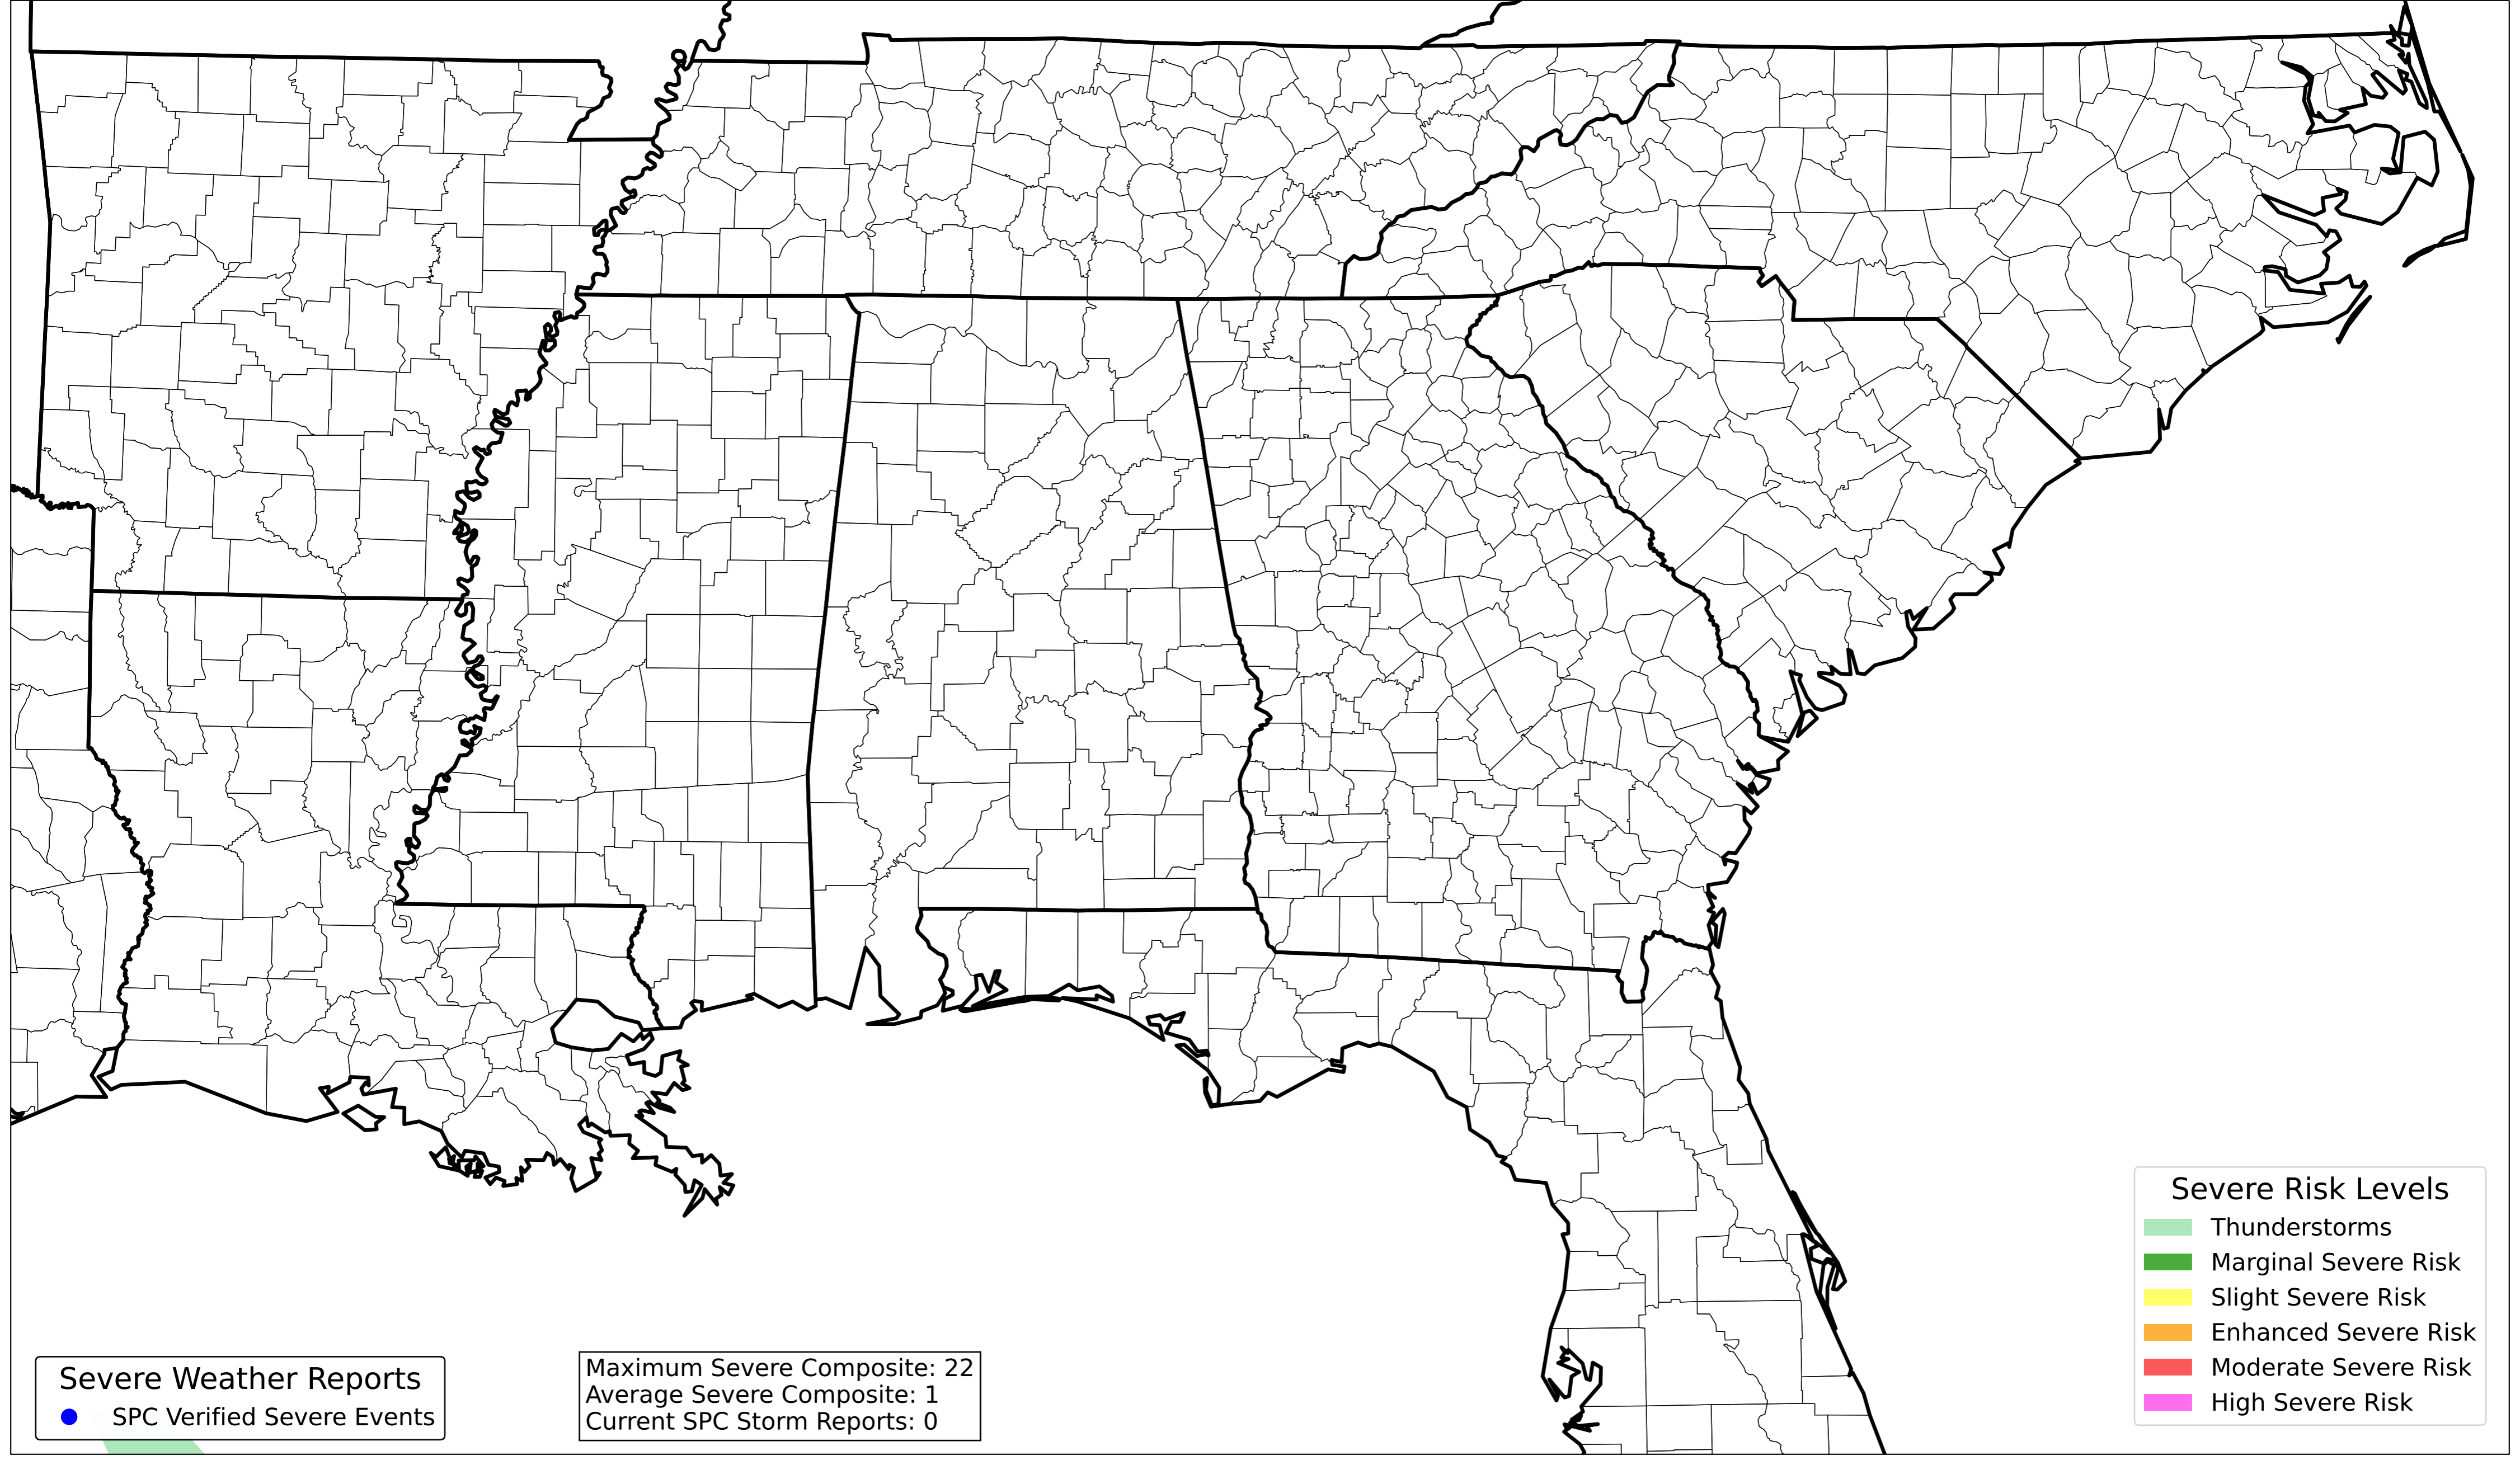 Severe Risk Levels
Thunderstorms
Marginal Severe Risk
Slight Severe Risk
Enhanced Severe Risk
Moderate Severe Risk
High Severe Risk
Severe Weather Reports
SPC Verified Severe Events
Maximum Severe Composite: 22
Average Severe Composite: 1
Current SPC Storm Reports: 0